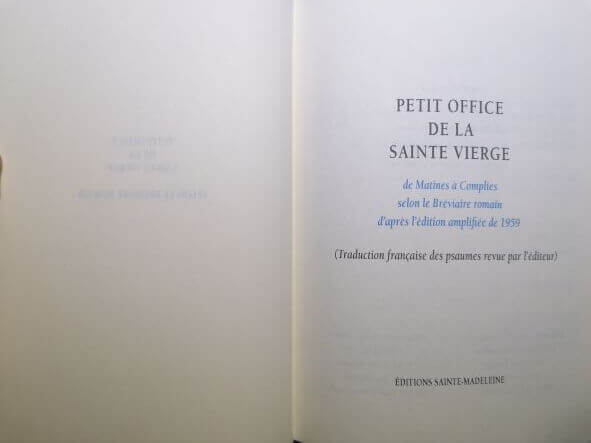 PETIT OFFICE
DE LA
SAINTE VIERGE
de Matines à Complies
selon le Bréviaire romain
d'après l'édition amplifiée de 1959
(Traduction française des psaumes revue par l'éditeur)
ÉDITIONS SAINTE-MADELEINE